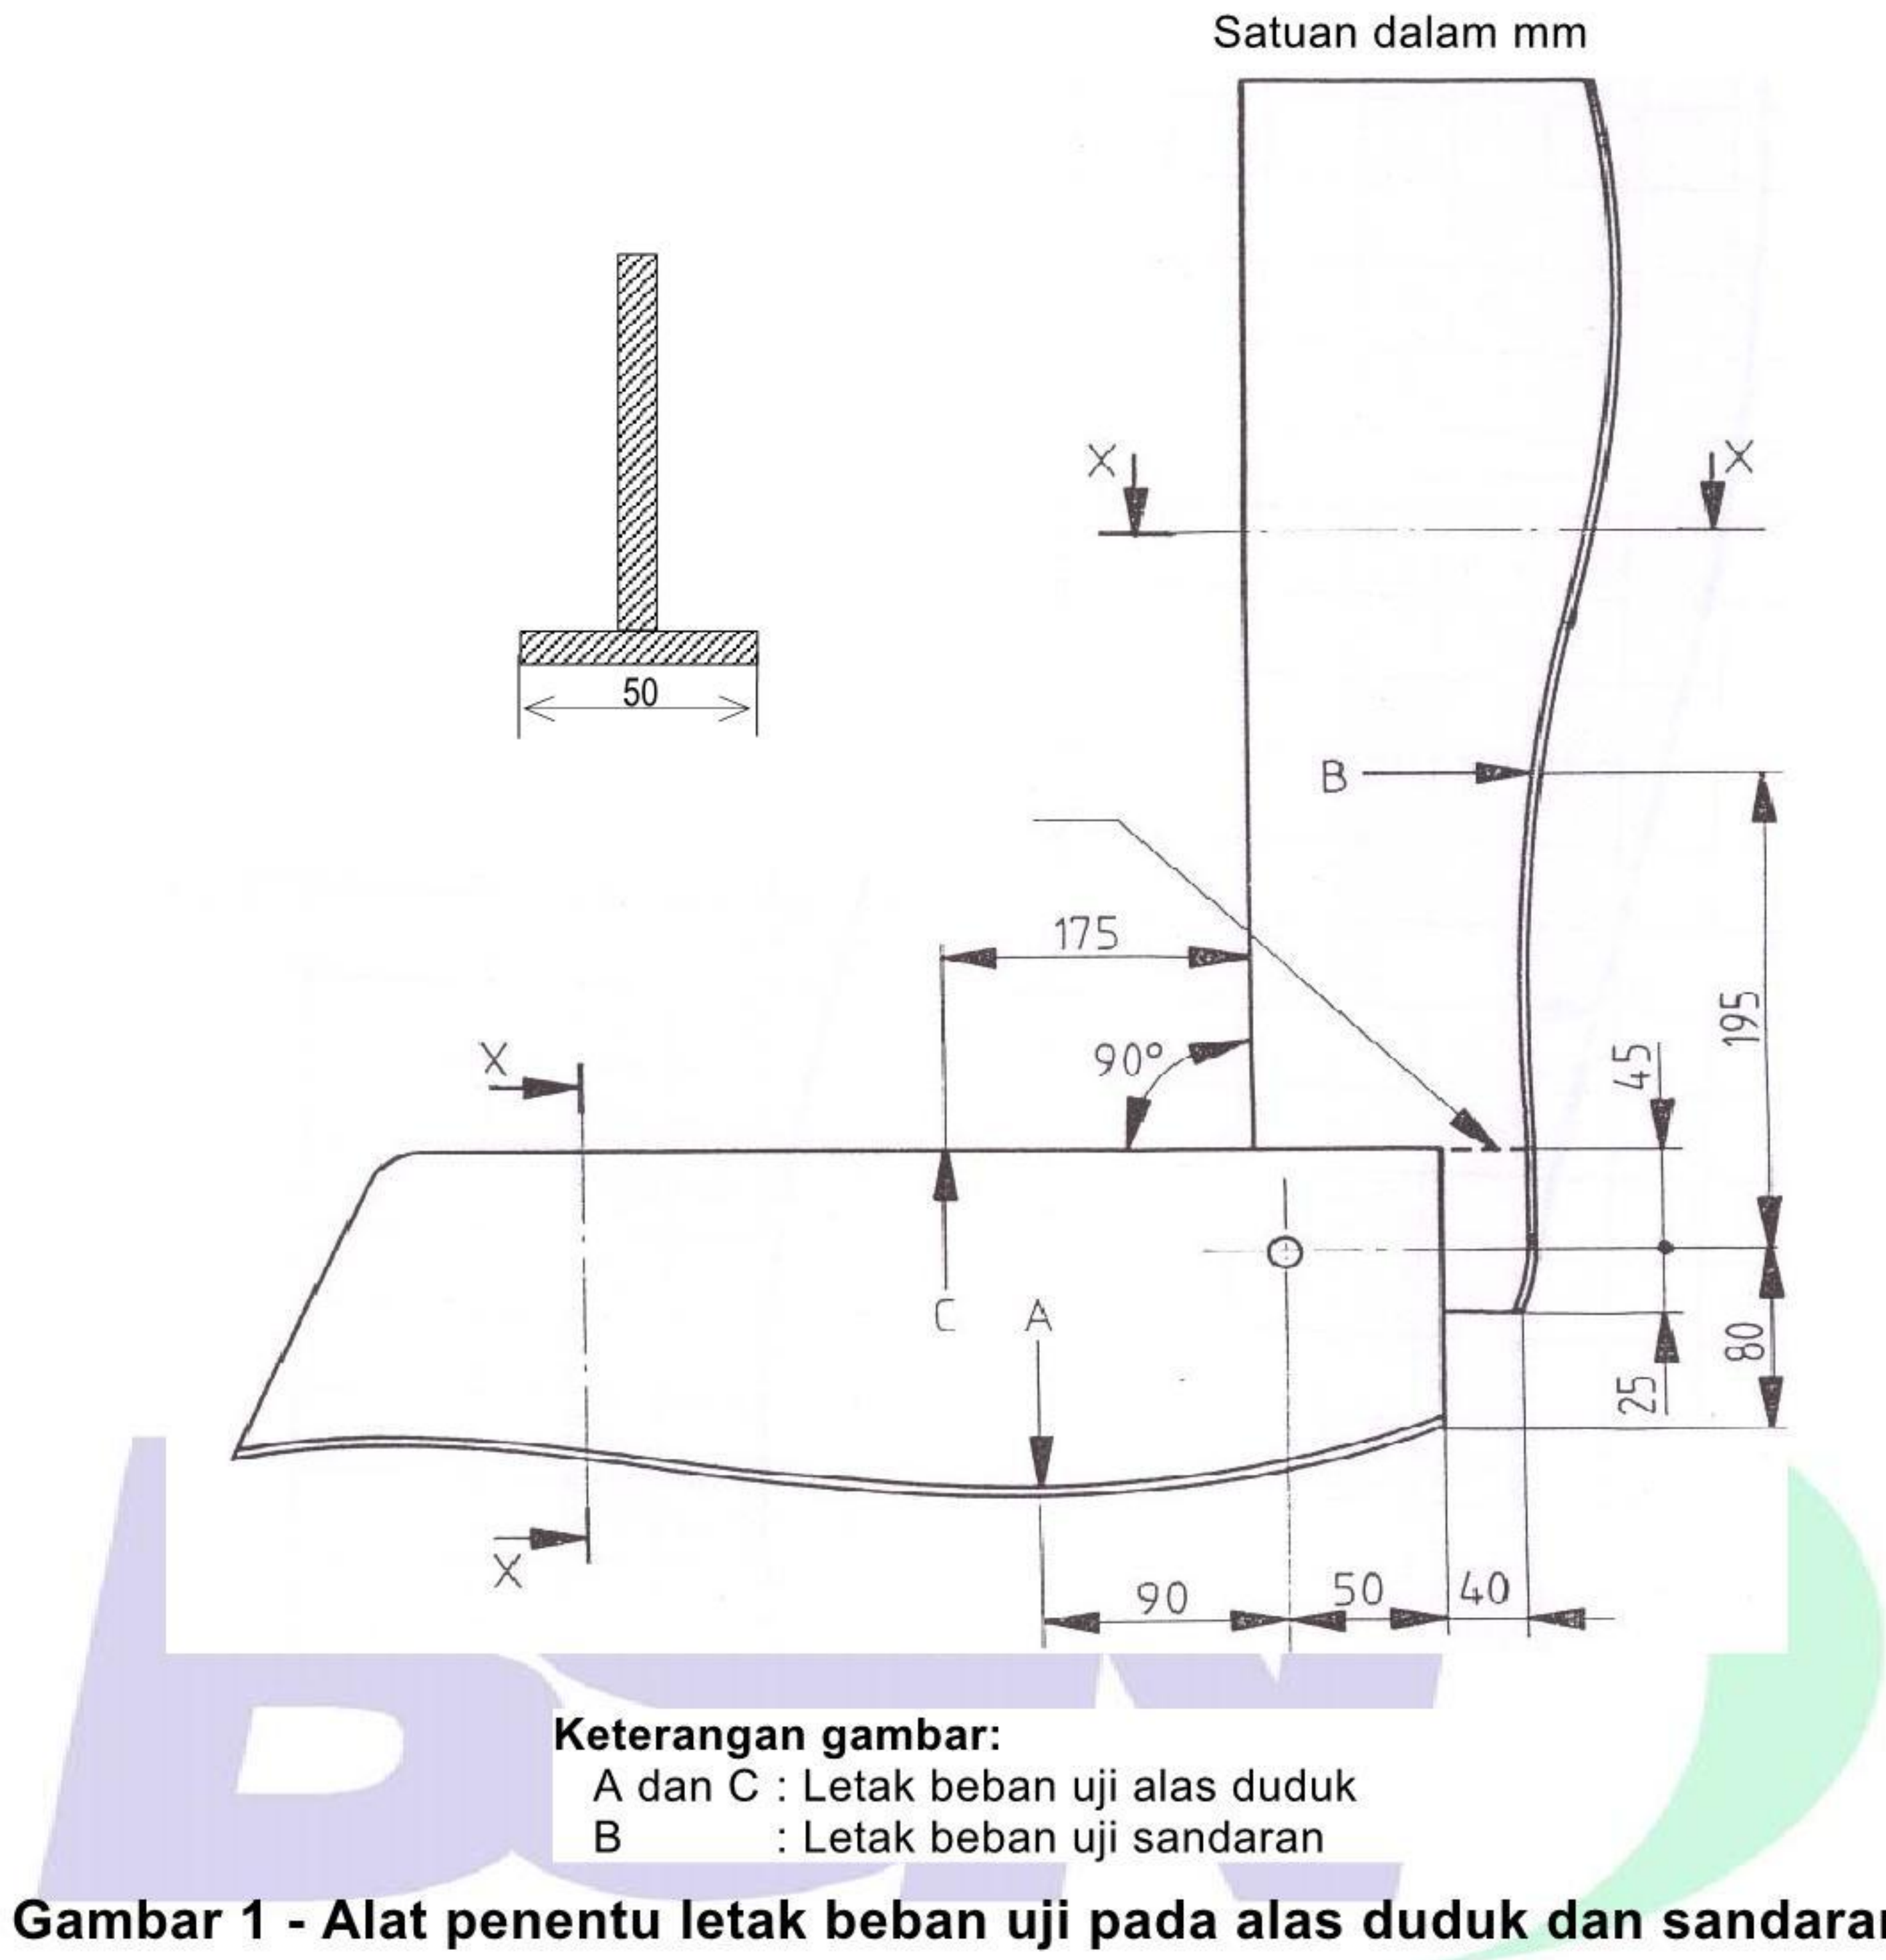 Satuan dalam mm
X
X
50
B
175
195
90°
45
X
C
A
80
25
X
90
50
40
Keterangan gambar:
A dan C : Letak beban uji alas duduk
B : Letak beban uji sandaran
Gambar 1 - Alat penentu letak beban uji pada alas duduk dan sandaran